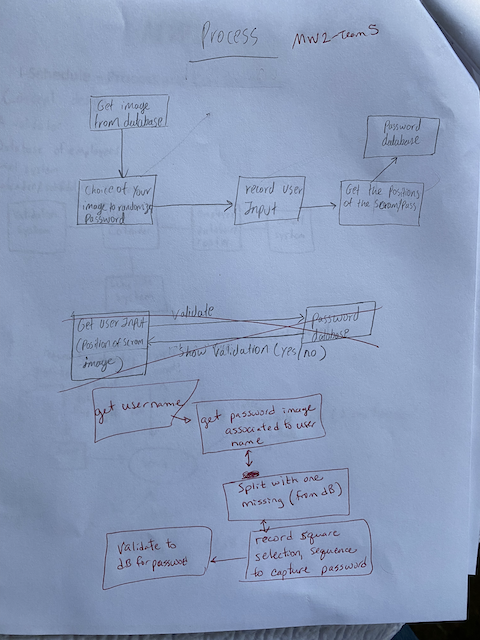 Process
MW2-Team5
Get image
from database
Password
database
Choice of Your
image to randomize
Password
record User
Input
Get the Positions
of the Scram/Pass
Get User Input
(Position of scram
image)
Validate
Show Validation (yes/no)
Password
database
get username
get password image
associated to user
name
Split with one
missing (from dB)
record square
selection, sequence
to capture password
Validate to
dB for password